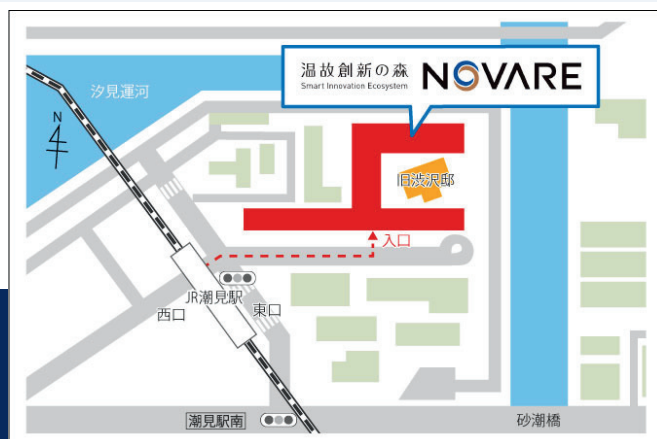 温故創新の森
Smart Innovation Ecosystem
NOVARE
汐見運河
N
旧渋沢邸
入口
JR潮見駅
西口
東口
潮見駅南
砂潮橋